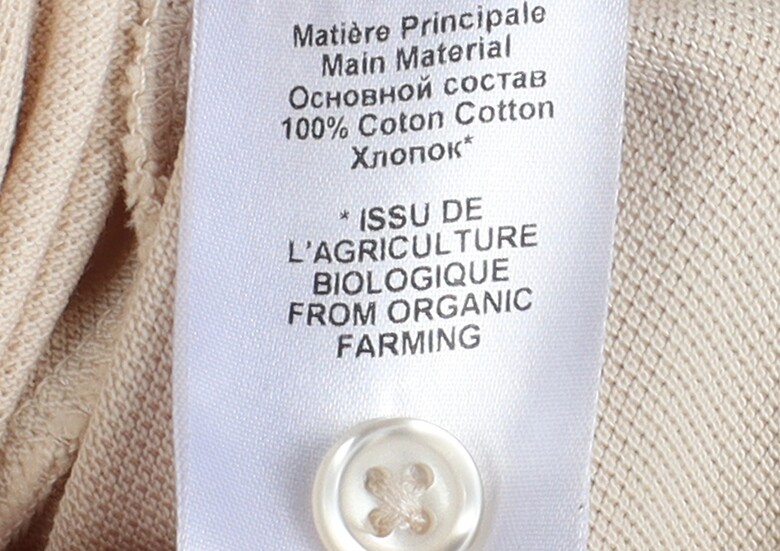 Matière Principale
Main Material
Основной состав
100% Coton Cotton
Хлопок*
* ISSU DE
L'AGRICULTURE
BIOLOGIQUE
FROM ORGANIC
FARMING